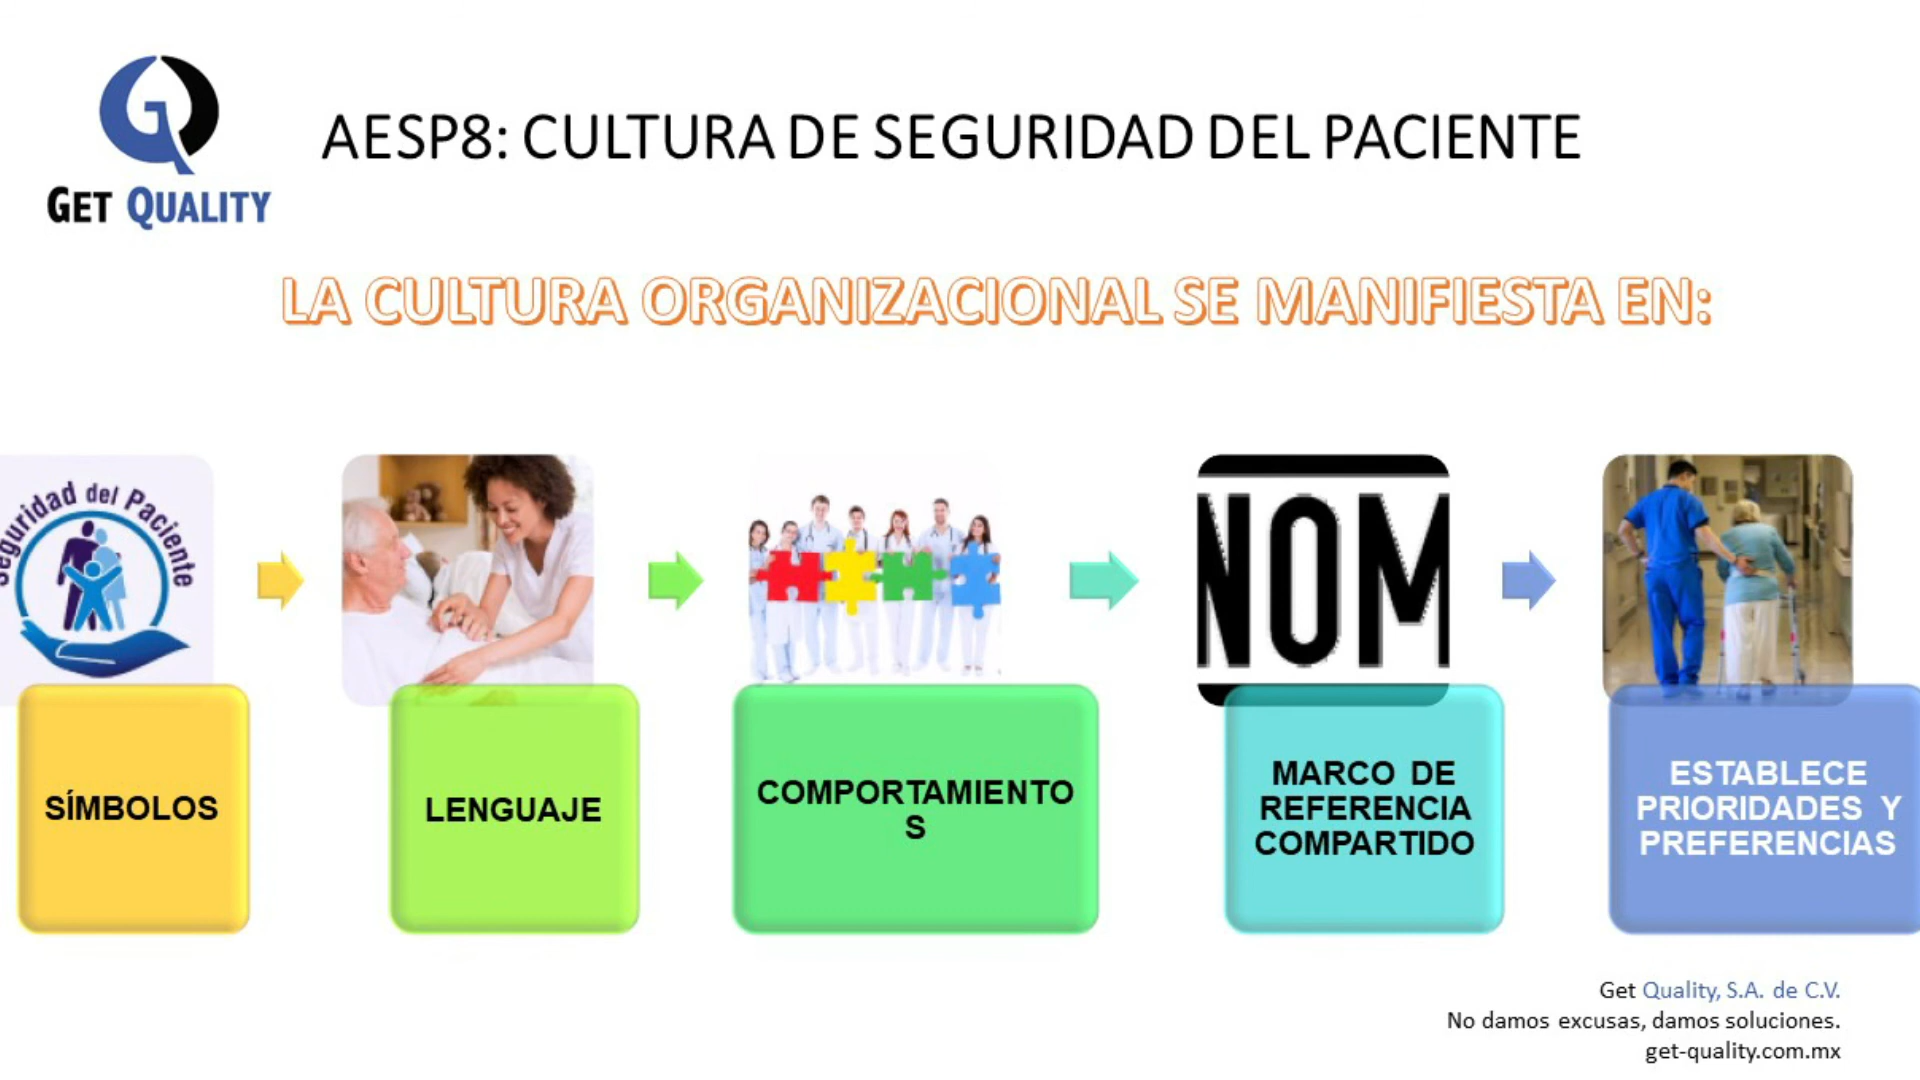 GET QUALITY
AESP8: CULTURA DE SEGURIDAD DEL PACIENTE
LA CULTURA ORGANIZACIONAL SE MANIFIESTA EN:
Seguridad del Paciente
NOM
SÍMBOLOS
LENGUAJE
COMPORTAMIENTO
S
MARCO DE
REFERENCIA
COMPARTIDO
ESTABLECE
PRIORIDADES Y
PREFERENCIAS
Get Quality, S.A. de C.V.
No damos excusas, damos soluciones.
get-quality.com.mx